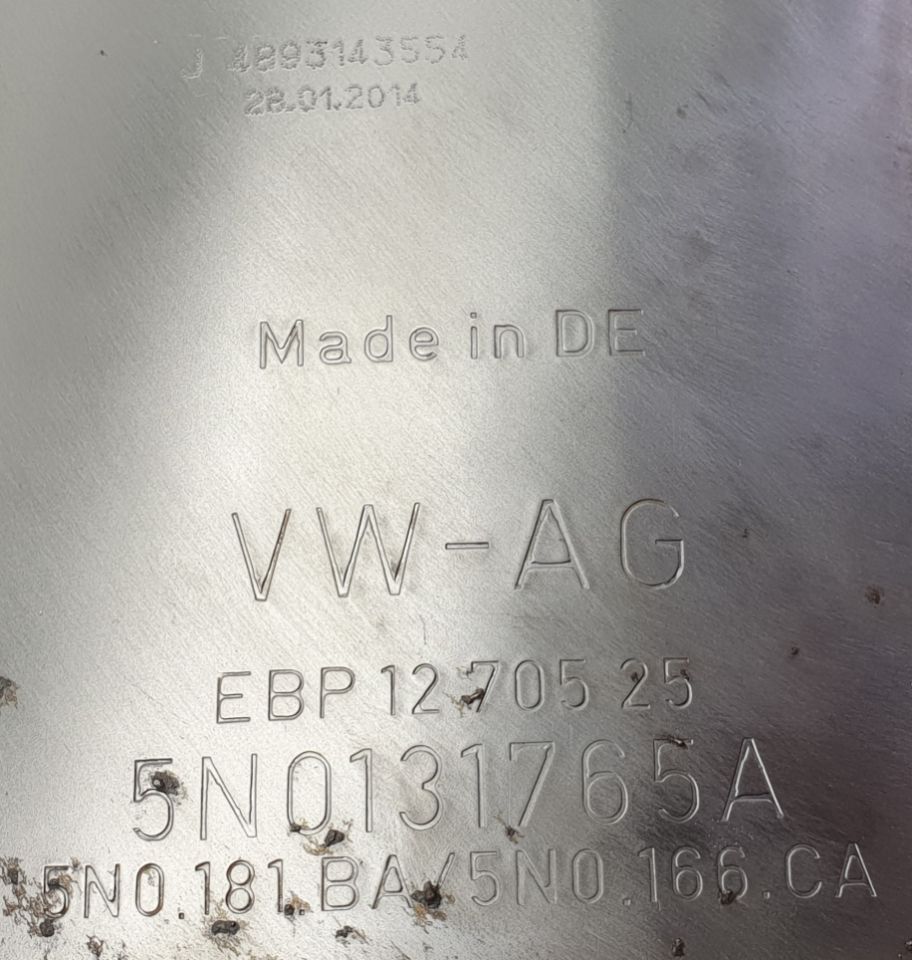 J 4893143554
28.01.2014
Made in DE
VW-AG
EBP 12 705 25
5N0131765A
5N0.181.BA/5N0.166.CA